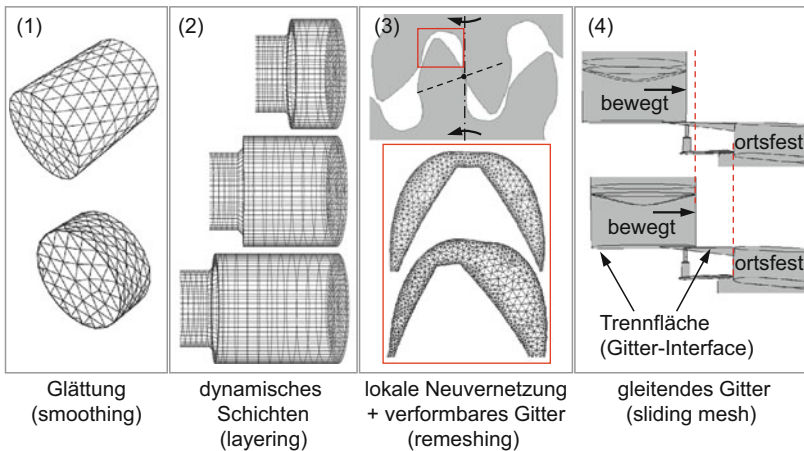 (1)
(2)
(3)
(4)
bewegt
ortsfest
bewegt
ortsfest
Trennfläche
(Gitter-Interface)
Glättung
(smoothing)
dynamisches
Schichten
(layering)
lokale Neuvernetzung
+ verformbares Gitter
(remeshing)
gleitendes Gitter
(sliding mesh)